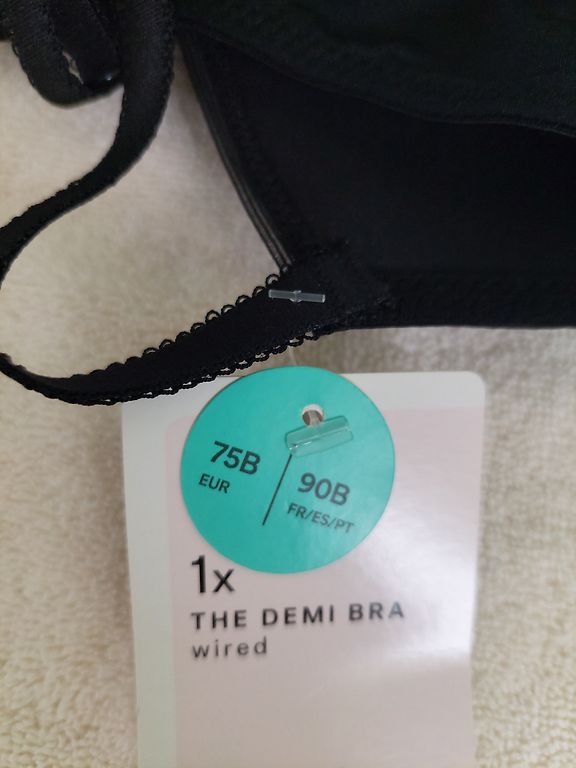 75B
EUR
90B
FR/ES/PT
1x
THE DEMI BRA
wired